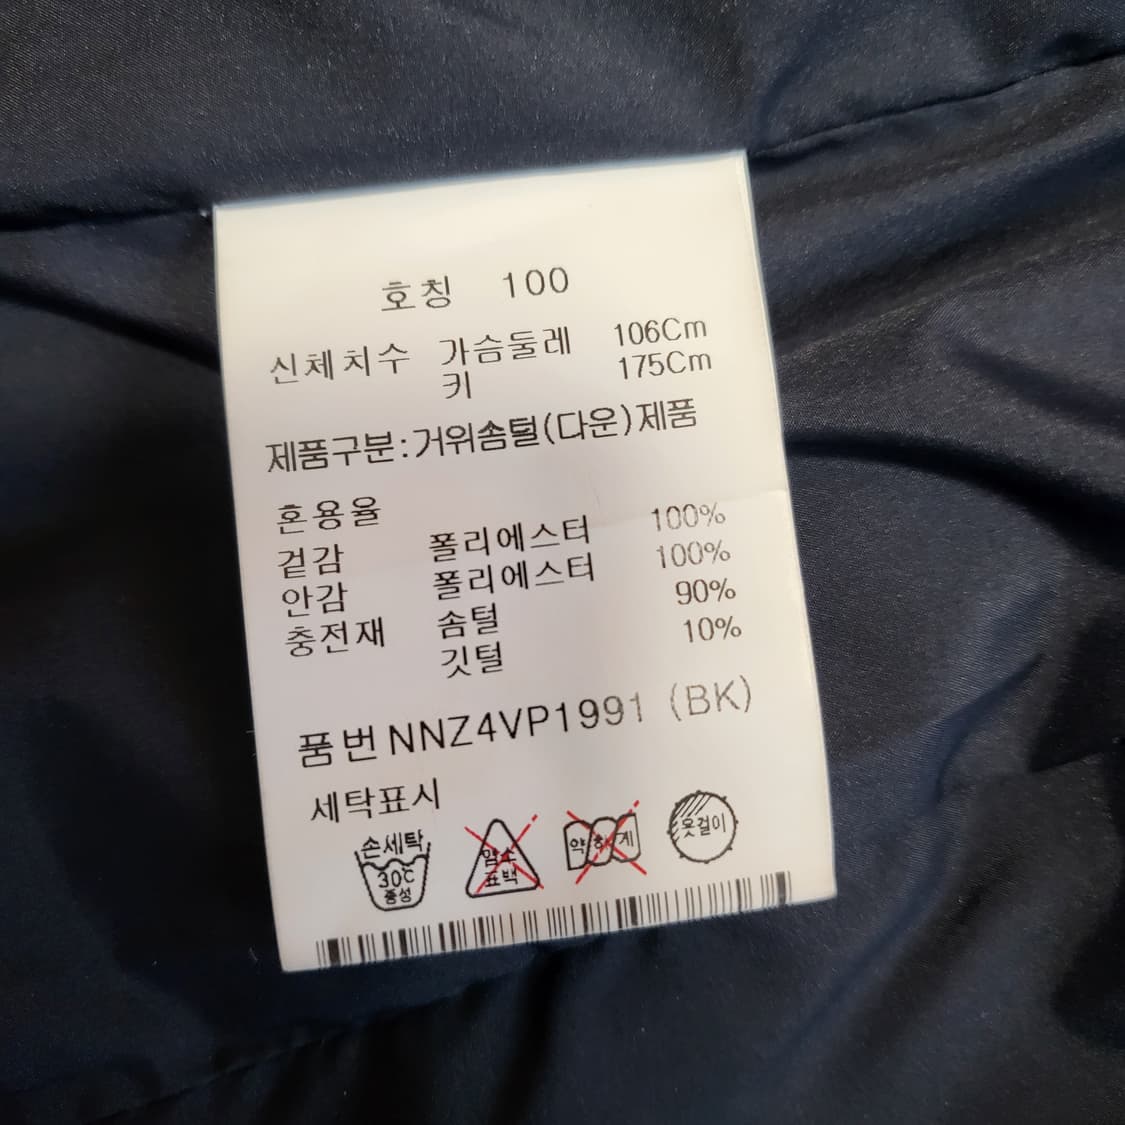 호칭 100
신체치수 가슴둘레 106Cm
키 175Cm
제품구분:거위솜털(다운)제품
혼용율
겉감 폴리에스터 100%
안감 폴리에스터 100%
충전재 솜털 90%
깃털 10%
품번 NNZ4VP1991 (BK)
세탁표시
손세탁
30℃
중성
염소
표백
약하게
옷걸이